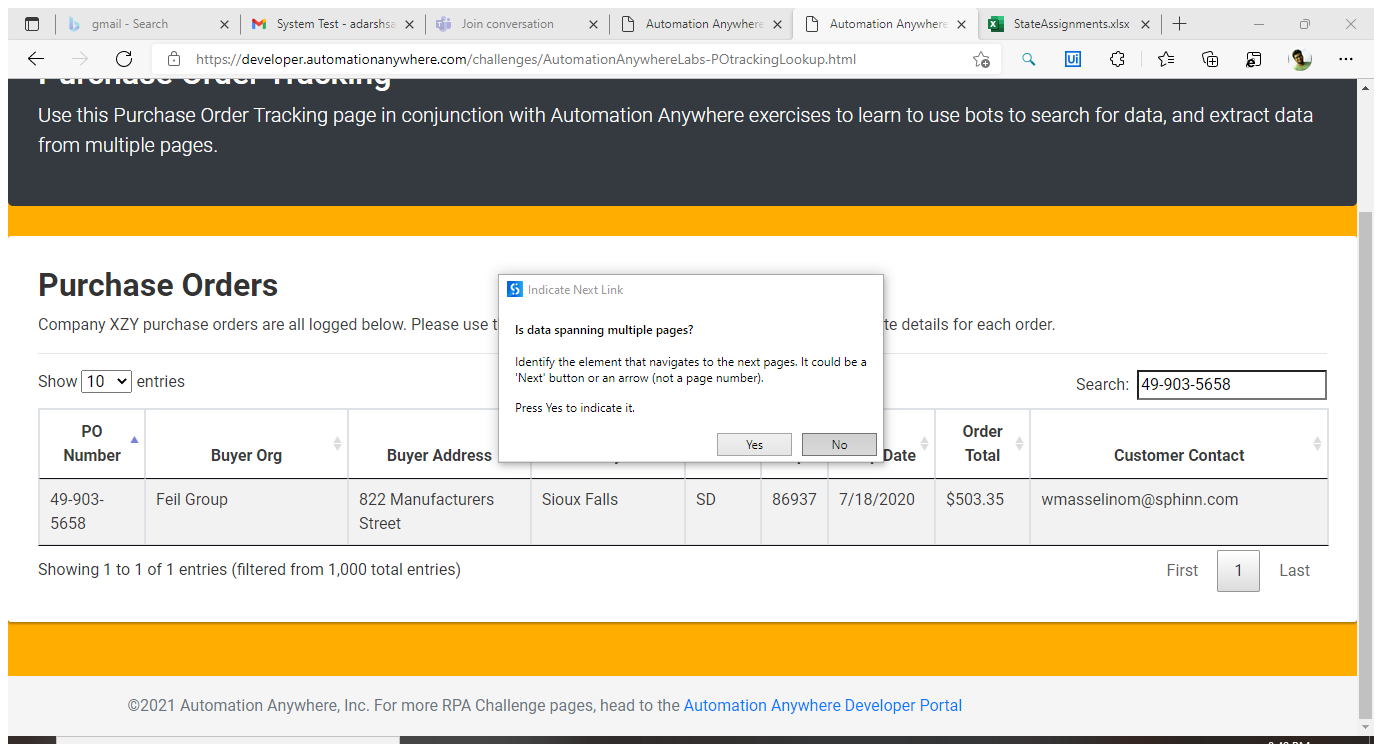 gmail - Search
System Test - adarshsa
Join conversation
Automation Anywhere
Automation Anywhere
StateAssignments.xlsx
https://developer.automationanywhere.com/challenges/AutomationAnywhereLabs-POtrackingLookup.html
Purchase Order Tracking
Use this Purchase Order Tracking page in conjunction with Automation Anywhere exercises to learn to use bots to search for data, and extract data
from multiple pages.
Purchase Orders
Company XZY purchase orders are all logged below. Please use t
te details for each order.
Indicate Next Link
Is data spanning multiple pages?
Identify the element that navigates to the next pages. It could be a
'Next' button or an arrow (not a page number).
Press Yes to indicate it.
Yes No
Show 10 entries
Search: 49-903-5658
PO Number
Buyer Org
Buyer Address
Date
Order Total
Customer Contact
49-903-5658
Feil Group
822 Manufacturers Street
Sioux Falls
SD
86937
7/18/2020
$503.35
wmasselinom@sphinn.com
Showing 1 to 1 of 1 entries (filtered from 1,000 total entries)
First 1 Last
©2021 Automation Anywhere, Inc. For more RPA Challenge pages, head to the Automation Anywhere Developer Portal